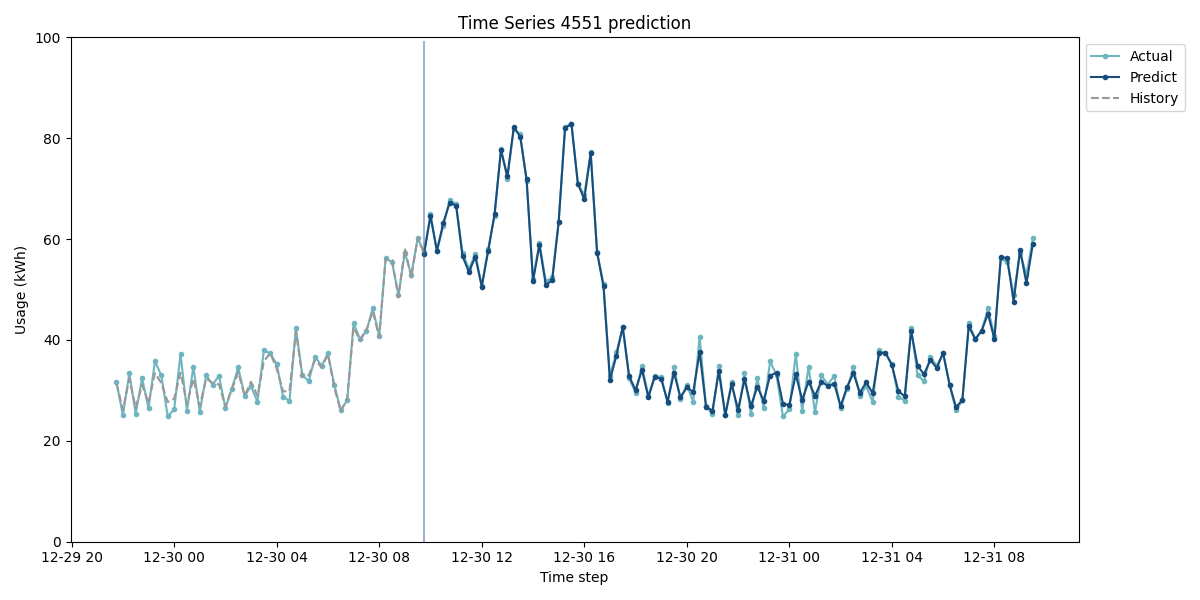 Time Series 4551 prediction
100
80
60
40
20
0
Usage (kWh)
12-29 20
12-30 00
12-30 04
12-30 08
12-30 12
12-30 16
12-30 20
12-31 00
12-31 04
12-31 08
Time step
Actual
Predict
History